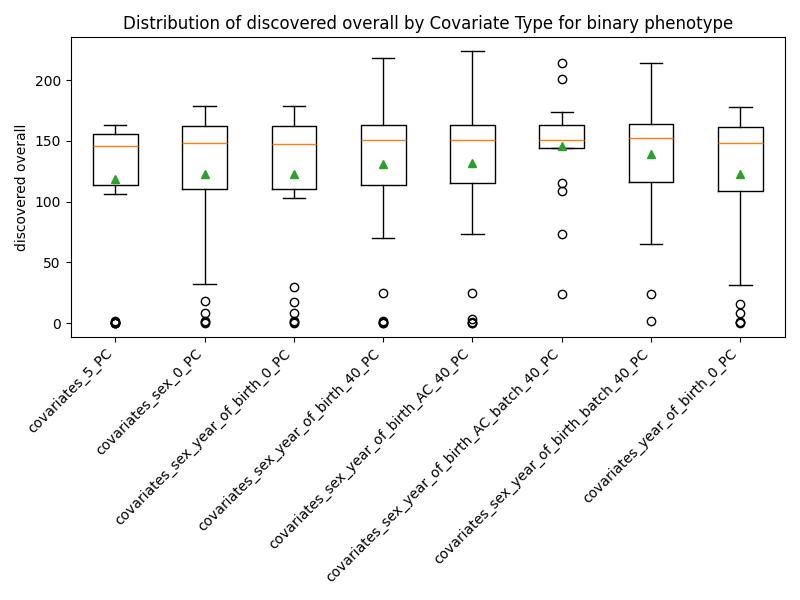 Distribution of discovered overall by Covariate Type for binary phenotype
discovered overall
200
150
100
50
0
covariates_5_PC
covariates_sex_0_PC
covariates_sex_year_of_birth_0_PC
covariates_sex_year_of_birth_40_PC
covariates_sex_year_of_birth_AC_40_PC
covariates_sex_year_of_birth_AC_batch_40_PC
covariates_sex_year_of_birth_batch_40_PC
covariates_year_of_birth_0_PC